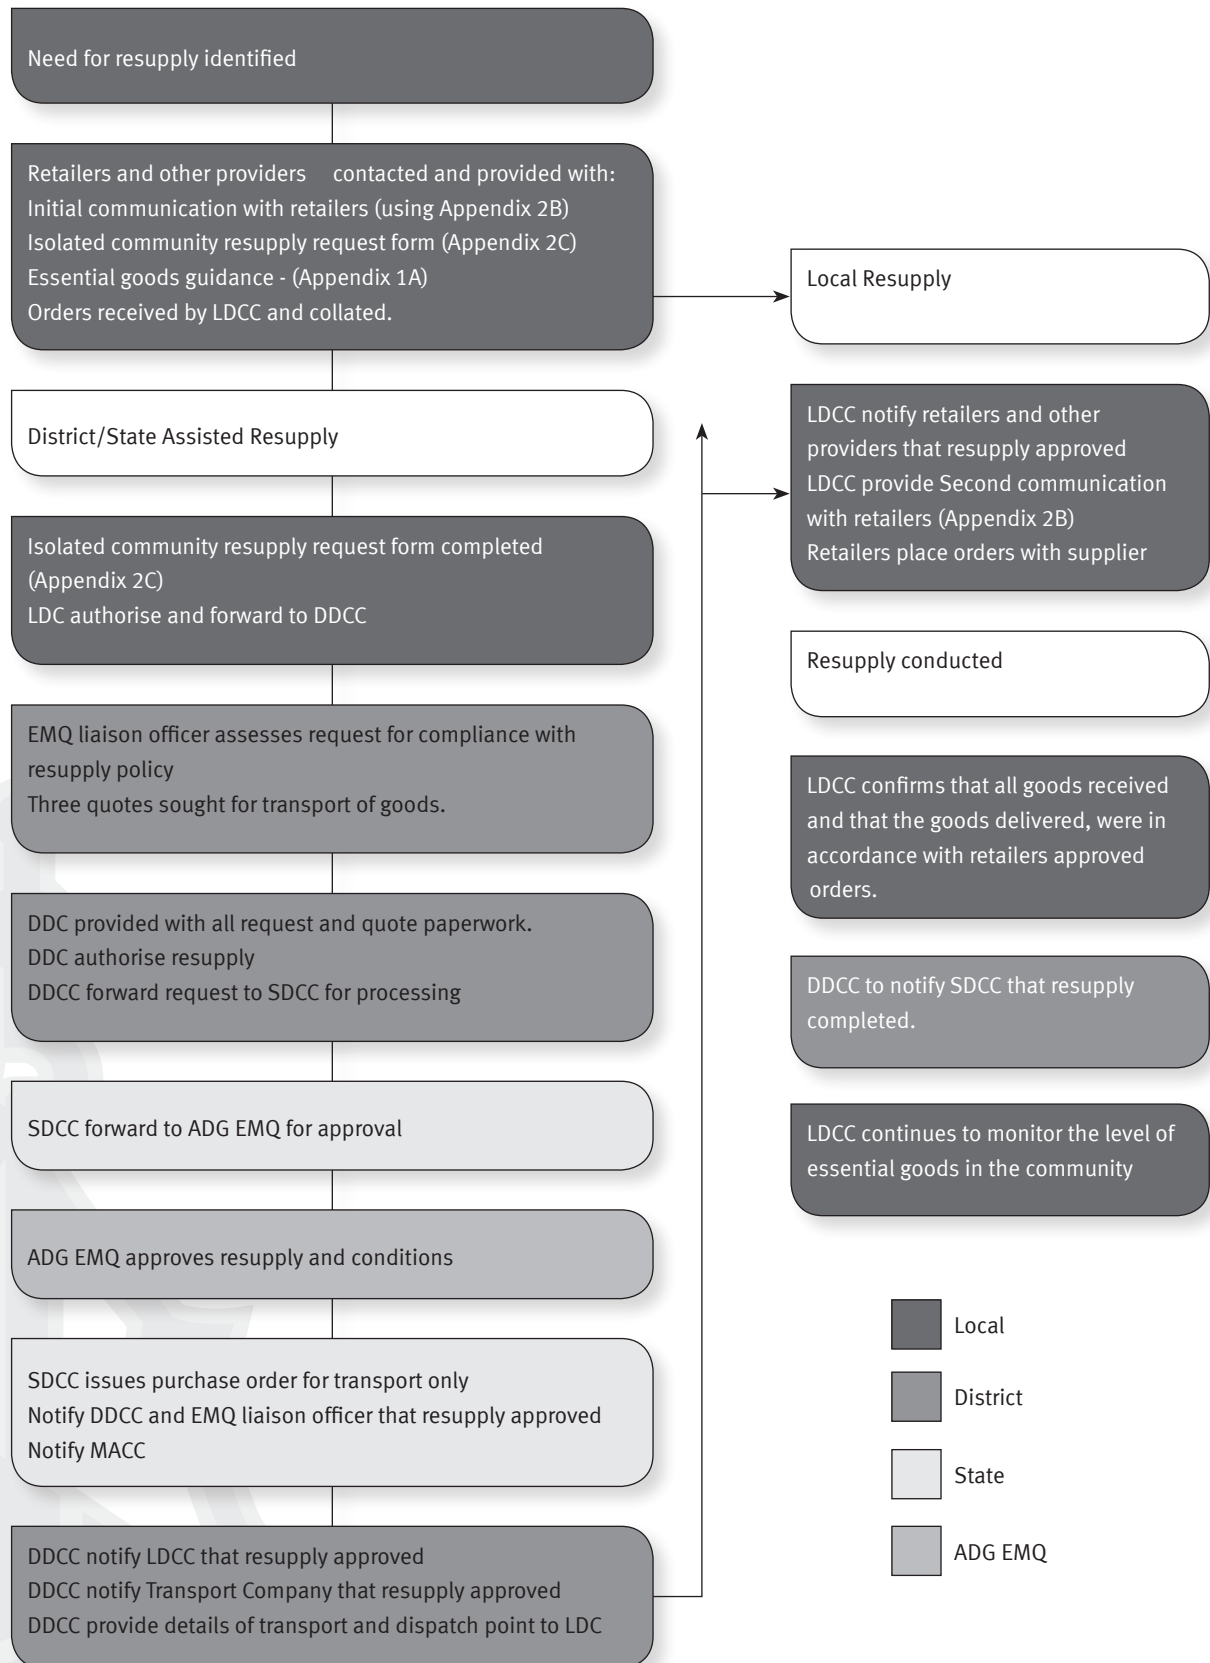 Need for resupply identified
Retailers and other providers contacted and provided with:
Initial communication with retailers (using Appendix 2B)
Isolated community resupply request form (Appendix 2C)
Essential goods guidance - (Appendix 1A)
Orders received by LDCC and collated.
District/State Assisted Resupply
Isolated community resupply request form completed
(Appendix 2C)
LDC authorise and forward to DDCC
EMQ liaison officer assesses request for compliance with
resupply policy
Three quotes sought for transport of goods.
DDC provided with all request and quote paperwork.
DDC authorise resupply
DDCC forward request to SDCC for processing
SDCC forward to ADG EMQ for approval
ADG EMQ approves resupply and conditions
SDCC issues purchase order for transport only
Notify DDCC and EMQ liaison officer that resupply approved
Notify MACC
DDCC notify LDCC that resupply approved
DDCC notify Transport Company that resupply approved
DDCC provide details of transport and dispatch point to LDC
Local Resupply
LDCC notify retailers and other
providers that resupply approved
LDCC provide Second communication
with retailers (Appendix 2B)
Retailers place orders with supplier
Resupply conducted
LDCC confirms that all goods received
and that the goods delivered, were in
accordance with retailers approved
orders.
DDCC to notify SDCC that resupply
completed.
LDCC continues to monitor the level of
essential goods in the community
Local
District
State
ADG EMQ